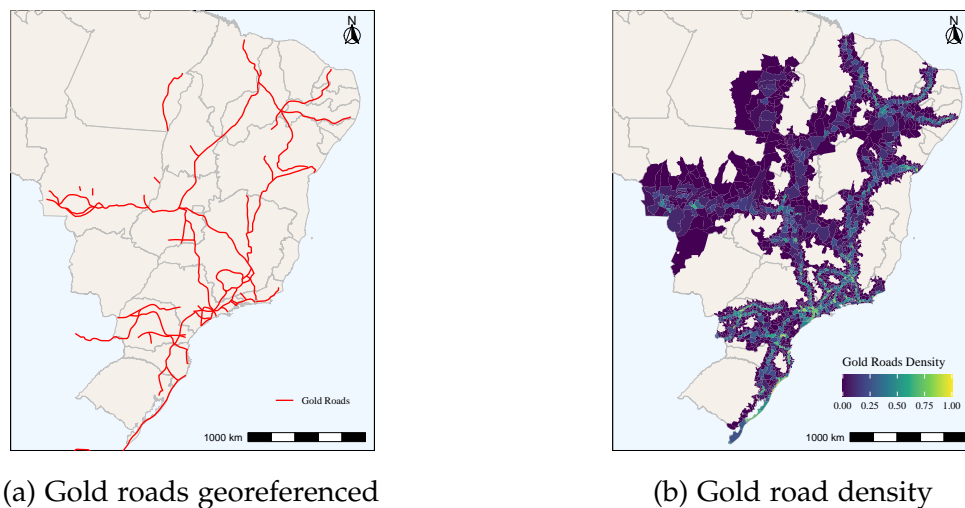 N
Gold Roads
1000 km
(a) Gold roads georeferenced
N
Gold Roads Density
0.00 0.25 0.50 0.75 1.00
1000 km
(b) Gold road density